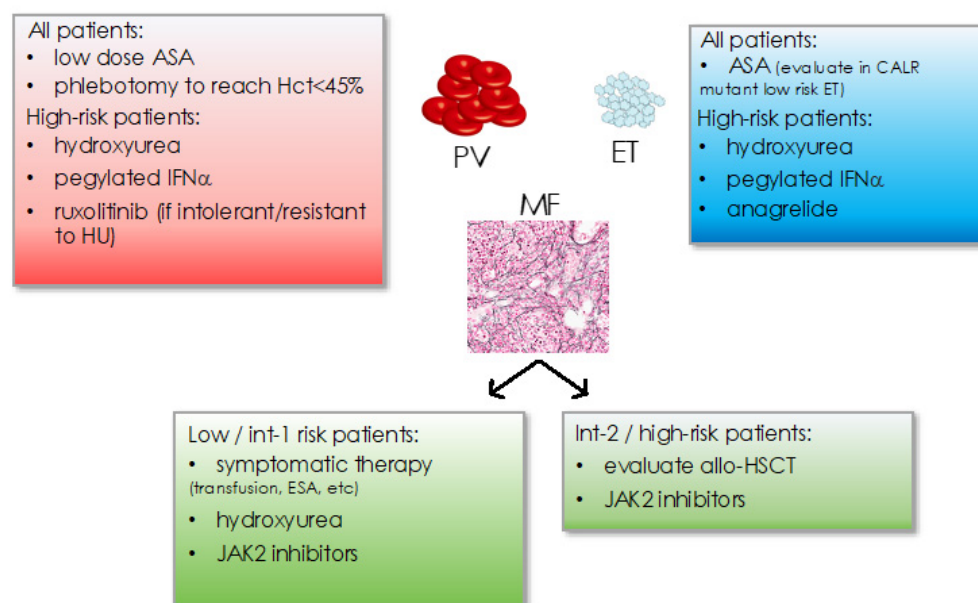 All patients:
• low dose ASA
• phlebotomy to reach Hct<45%
High-risk patients:
• hydroxyurea
• pegylated IFNα
• ruxolitinib (if intolerant/resistant
to HU)
PV
ET
All patients:
• ASA (evaluate in CALR
mutant low risk ET)
High-risk patients:
• hydroxyurea
• pegylated IFNα
• anagrelide
MF
Low / int-1 risk patients:
• symptomatic therapy
(transfusion, ESA, etc)
• hydroxyurea
• JAK2 inhibitors
Int-2 / high-risk patients:
• evaluate allo-HSCT
• JAK2 inhibitors